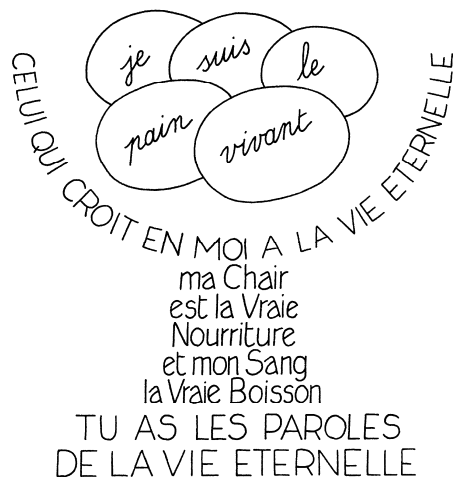 je suis le
pain vivant
CELUI QUI CROIT EN MOI A LA VIE ETERNELLE
ma Chair
est la Vraie
Nourriture
et mon Sang
la Vraie Boisson
TU AS LES PAROLES
DE LA VIE ETERNELLE